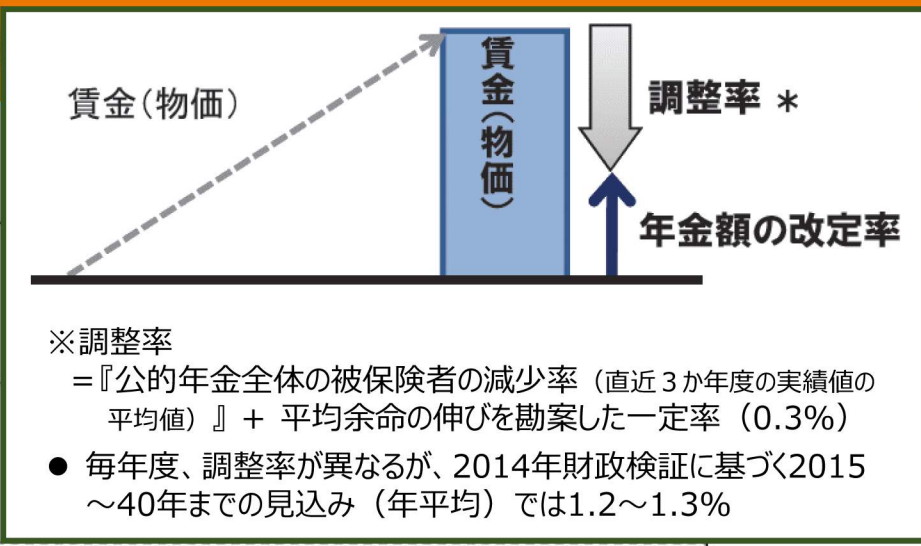 賃金(物価)
賃金(物価)
調整率 *
年金額の改定率
※調整率
=『公的年金全体の被保険者の減少率(直近3か年度の実績値の
平均値)』+ 平均余命の伸びを勘案した一定率(0.3%)
● 毎年度、調整率が異なるが、2014年財政検証に基づく2015
～40年までの見込み(年平均)では1.2～1.3%